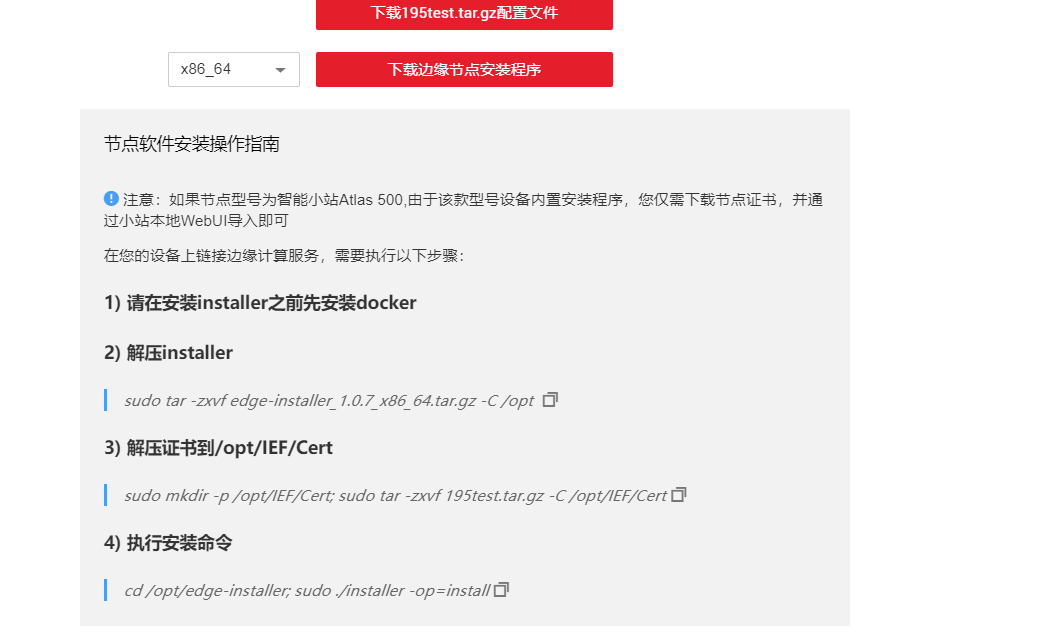 下载195test.tar.gz配置文件
x86_64
下载边缘节点安装程序
节点软件安装操作指南
注意：如果节点型号为智能小站Atlas 500,由于该款型号设备内置安装程序，您仅需下载节点证书，并通
过小站本地WebUI导入即可
在您的设备上链接边缘计算服务，需要执行以下步骤：
1) 请在安装installer之前先安装docker
2) 解压installer
sudo tar -zxvf edge-installer_1.0.7_x86_64.tar.gz -C /opt
3) 解压证书到/opt/IEF/Cert
sudo mkdir -p /opt/IEF/Cert; sudo tar -zxvf 195test.tar.gz -C /opt/IEF/Cert
4) 执行安装命令
cd /opt/edge-installer; sudo ./installer -op=install